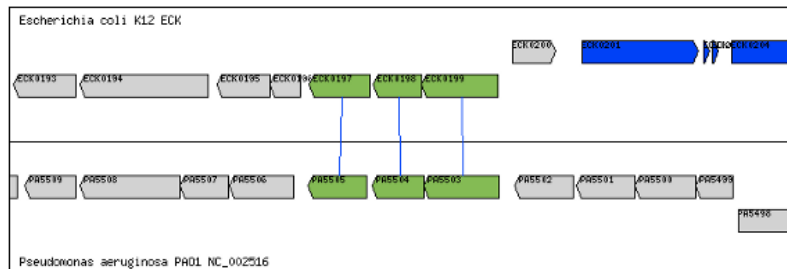 Escherichia coli K12 ECK
ECK0200
ECK0201
ECK0204
ECK0193
ECK0194
ECK0195
ECK0197
ECK0198
ECK0199
PA5509
PA5508
PA5507
PA5506
PA5505
PA5504
PA5503
PA5502
PA5501
PA5500
PA5499
PA5498
Pseudomonas aeruginosa PAO1 NC_002516